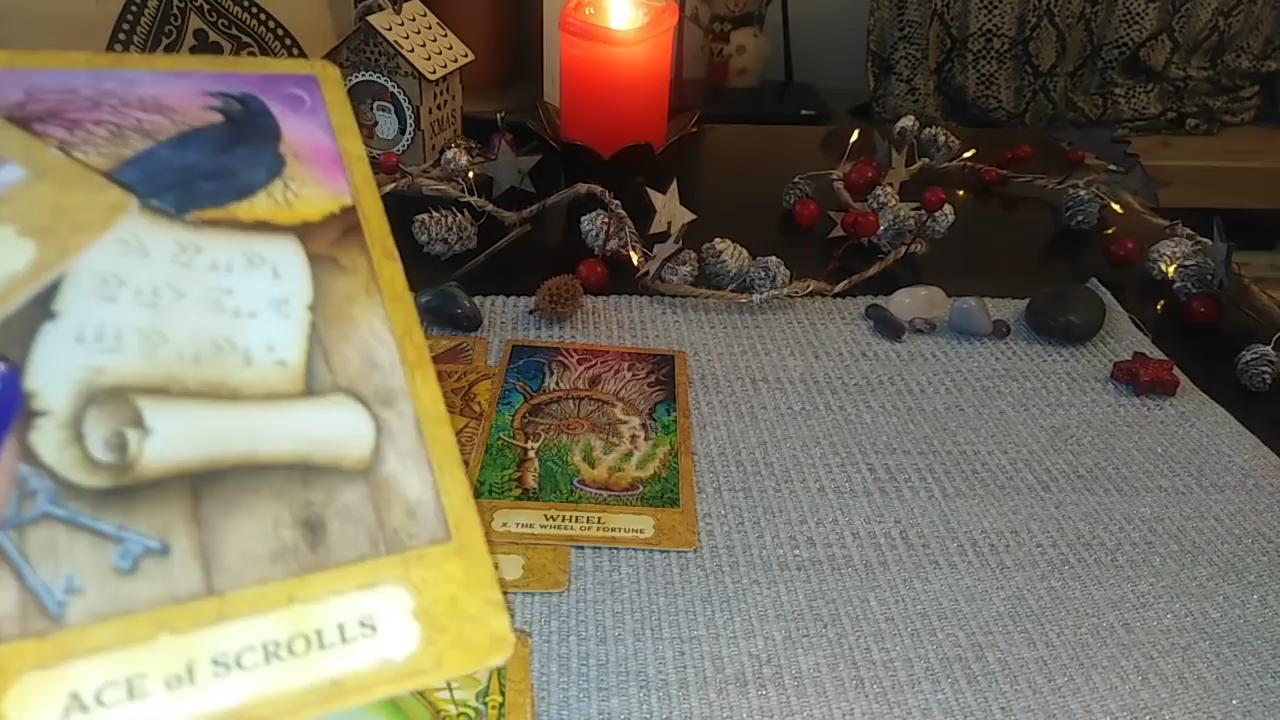 XMAS
WHEEL
X. THE WHEEL OF FORTUNE
ACE of SCROLLS